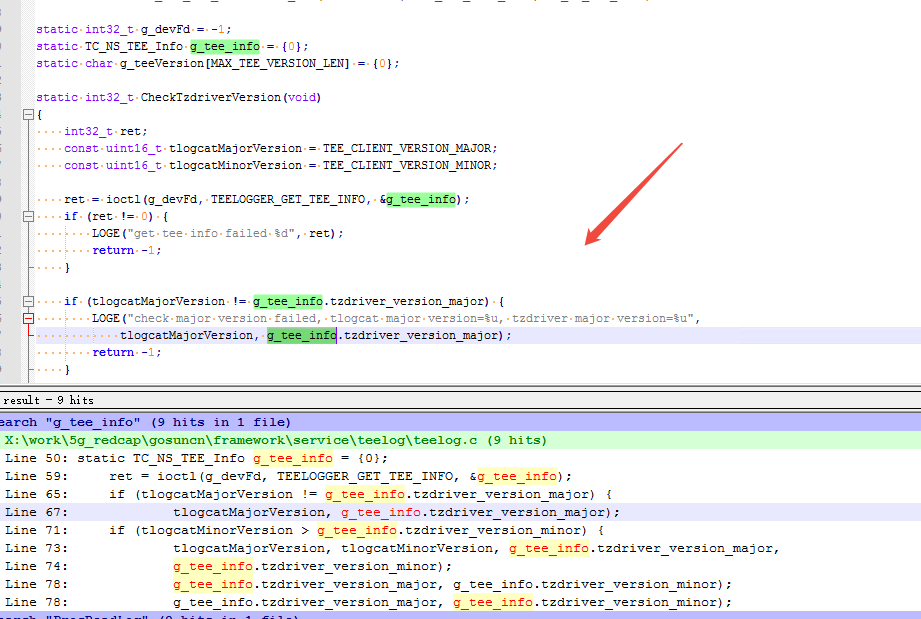 static int32_t g_devFd = -1;
static TC_NS_TEE_Info g_tee_info = {0};
static char g_teeVersion[MAX_TEE_VERSION_LEN] = {0};
static int32_t CheckTzdriverVersion(void)
{
int32_t ret;
const uint16_t tlogcatMajorVersion = TEE_CLIENT_VERSION_MAJOR;
const uint16_t tlogcatMinorVersion = TEE_CLIENT_VERSION_MINOR;
ret = ioctl(g_devFd, TEELOGGER_GET_TEE_INFO, &g_tee_info);
if (ret != 0) {
LOGE("get tee info failed %d", ret);
return -1;
}
if (tlogcatMajorVersion != g_tee_info.tzdriver_version_major) {
LOGE("check major version failed, tlogcat major version=%u, tzdriver major version=%u",
tlogcatMajorVersion, g_tee_info.tzdriver_version_major);
return -1;
}
result - 9 hits
earch "g_tee_info" (9 hits in 1 file)
X:\work\5g_redcap\gosuncn\framework\service\teelog\teelog.c (9 hits)
Line 50: static TC_NS_TEE_Info g_tee_info = {0};
Line 59: ret = ioctl(g_devFd, TEELOGGER_GET_TEE_INFO, &g_tee_info);
Line 65: if (tlogcatMajorVersion != g_tee_info.tzdriver_version_major) {
Line 67: tlogcatMajorVersion, g_tee_info.tzdriver_version_major);
Line 71: if (tlogcatMinorVersion > g_tee_info.tzdriver_version_minor) {
Line 73: tlogcatMajorVersion, tlogcatMinorVersion, g_tee_info.tzdriver_version_major,
Line 74: g_tee_info.tzdriver_version_minor);
Line 78: g_tee_info.tzdriver_version_major, g_tee_info.tzdriver_version_minor);
Line 78: g_tee_info.tzdriver_version_major, g_tee_info.tzdriver_version_minor);